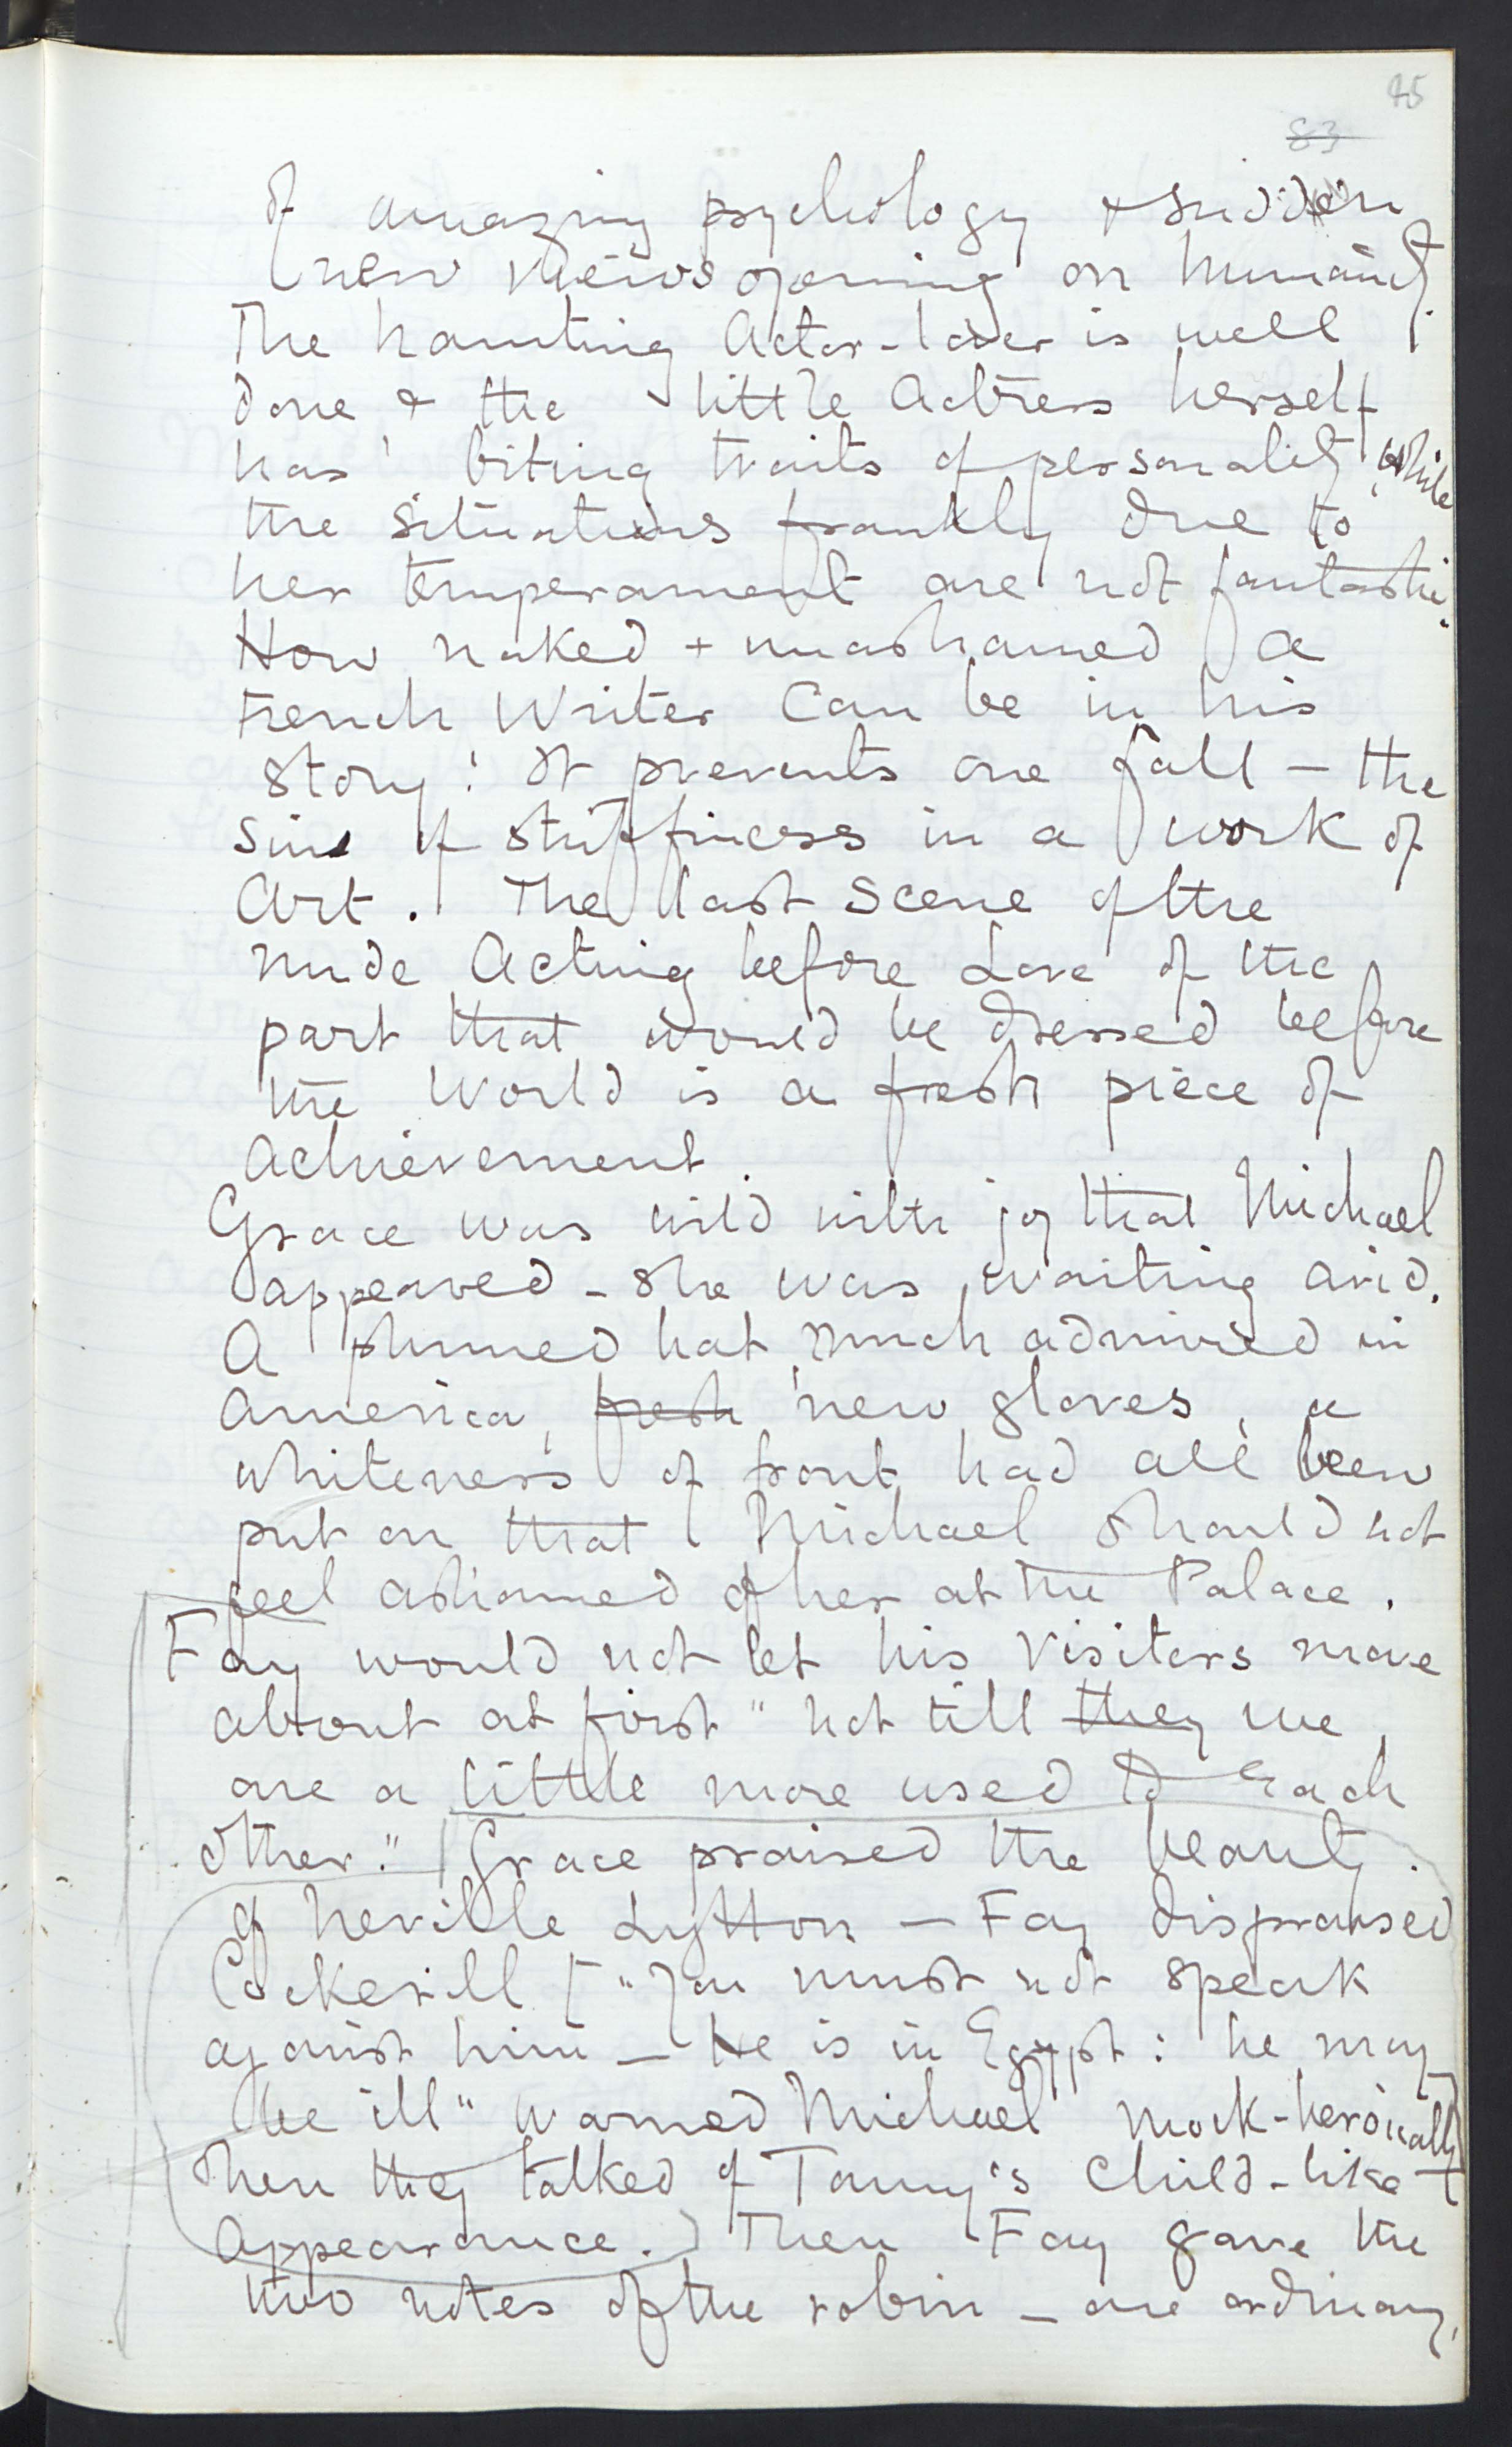 45
83
of amazing psychology & sudden
new views opening on humanity.
The haunting Actor-lover is well
done & the little Actress herself
has biting traits of personality, while
the situations frankly due to
her temperament are not fantastic.
How naked + unashamed a
French Writer Can be in his
story! It prevents one fall – the
sin of stuffiness in a work of
Art. The last scene of the
nude Acting before Love of the
part that would be dressed before
the World is a fresh piece of
achievement.
Grace was wild with joy that Michael
appeared – she was waiting avid.
A plumed hat, much admired in
America, fresh new gloves, a
whiteness of front had all been
put on that Michael should not
feel ashamed of her at the Palace.
Fay would not let his visitors move
about at first "not till they we
are a little more used to Each
other." Grace praised the beauty
of Neville Lytton – Fay dispraised
Cockerill ["You must not speak
against him – He is in Egypt: he may
be ill" warned Michael mock-heroically]
Then they talked of Tommy's child-like
Appearance.) Then Fay gave the
two notes of the robin – one ordinary,